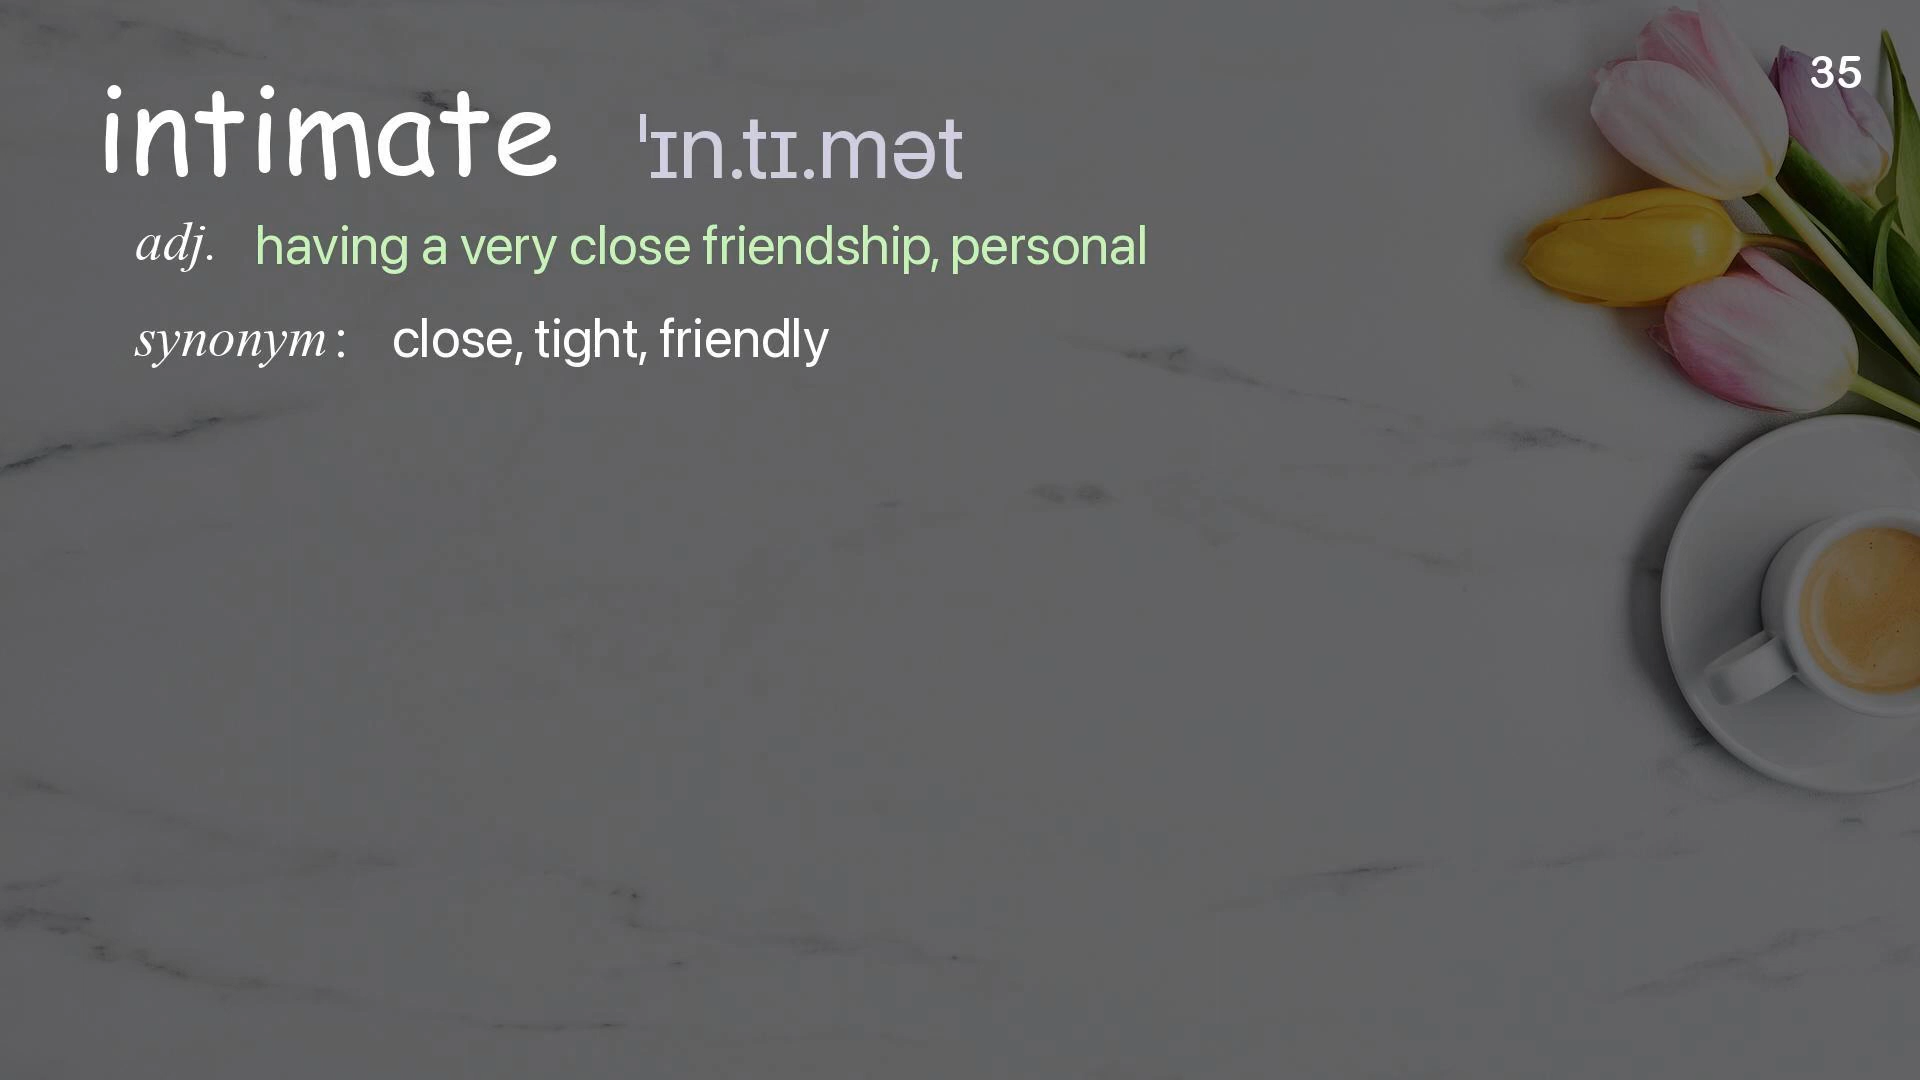 35
intimate ˈɪn.tɪ.mət
adj. having a very close friendship, personal
synonym : close, tight, friendly